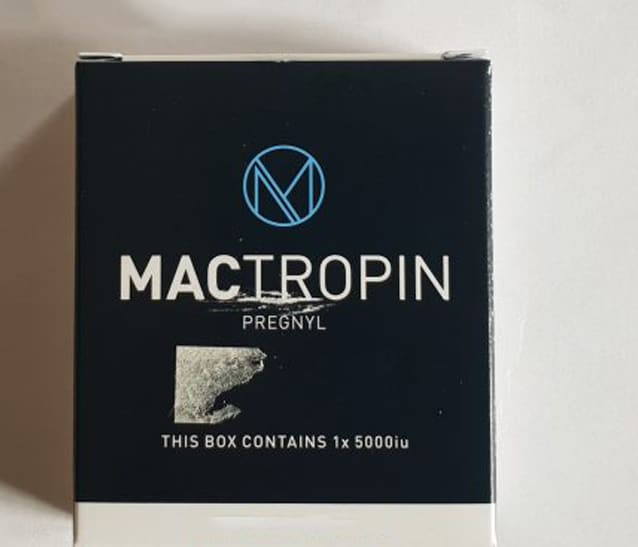 MACTROPIN
PREGNYL
THIS BOX CONTAINS 1x 5000iu